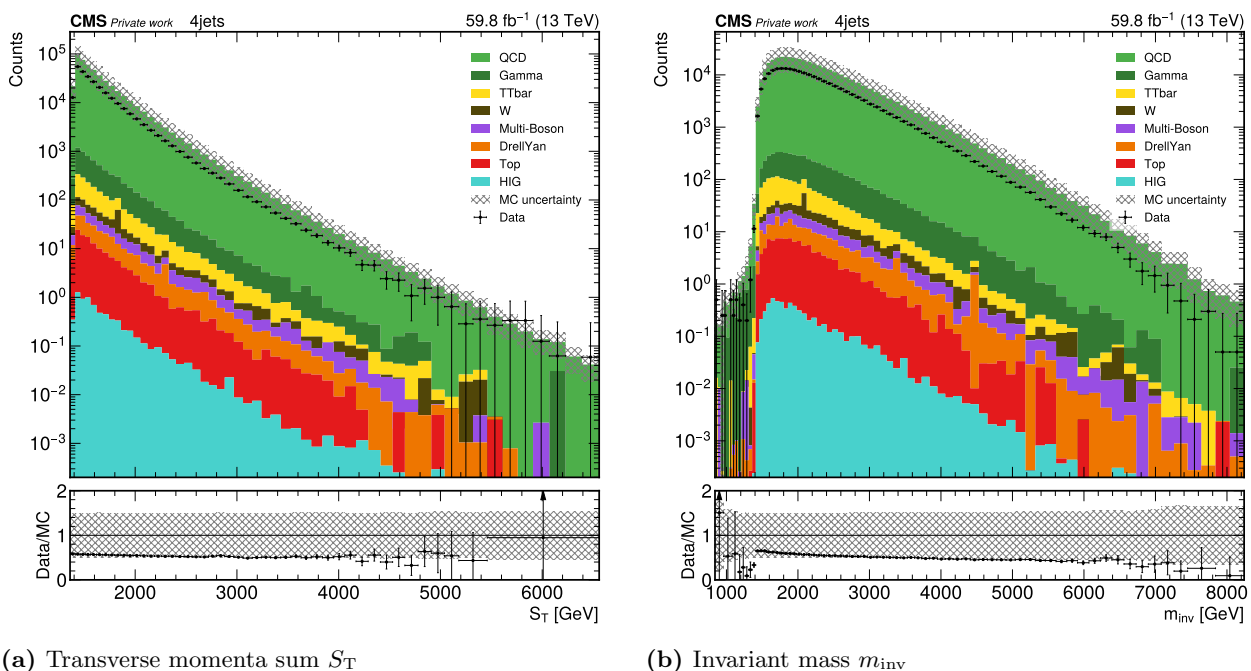 CMS Private work 4jets 59.8 fb⁻¹ (13 TeV)
Counts
10⁵
10⁴
10³
10²
10¹
10⁰
10⁻¹
10⁻²
10⁻³
QCD
Gamma
TTbar
W
Multi-Boson
DrellYan
Top
HIG
MC uncertainty
Data
Data/MC
2
1
0
2000 3000 4000 5000 6000
S_T [GeV]
(a) Transverse momenta sum S_T
CMS Private work 4jets 59.8 fb⁻¹ (13 TeV)
Counts
10⁴
10³
10²
10¹
10⁰
10⁻¹
10⁻²
10⁻³
QCD
Gamma
TTbar
W
Multi-Boson
DrellYan
Top
HIG
MC uncertainty
Data
Data/MC
2
1
0
1000 2000 3000 4000 5000 6000 7000 8000
m_inv [GeV]
(b) Invariant mass m_inv